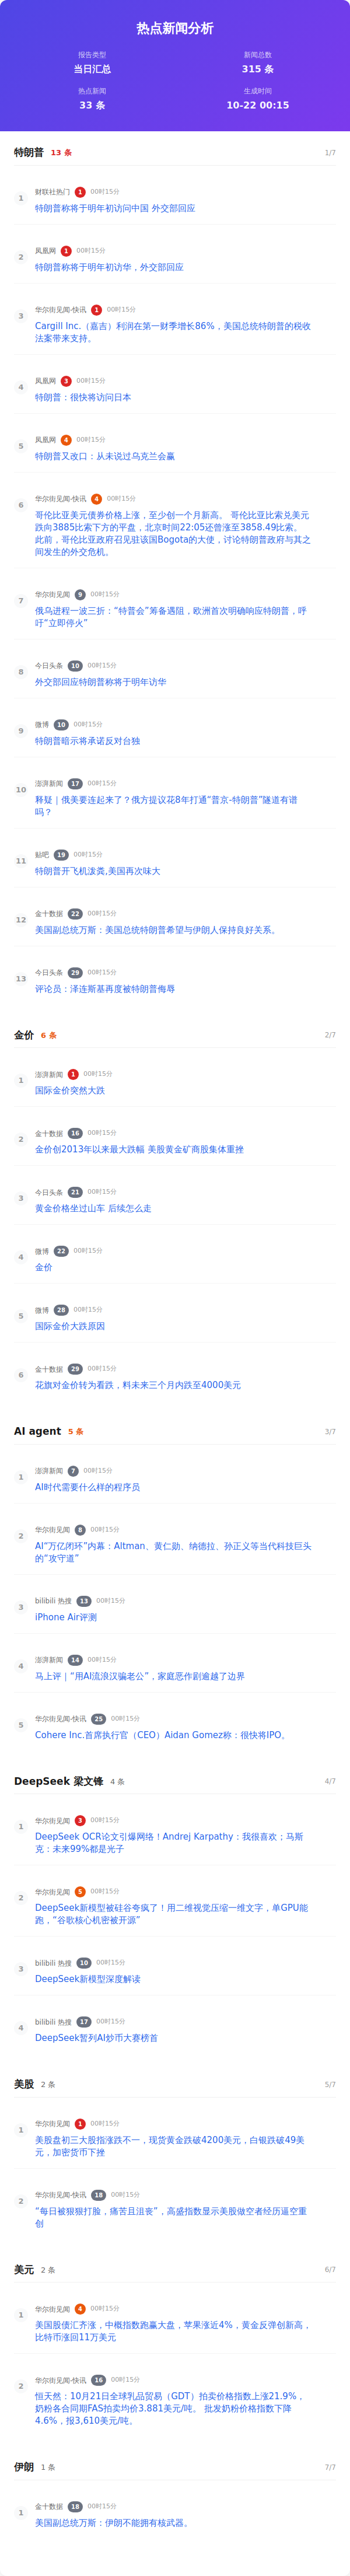 热点新闻分析
报告类型
新闻总数
当日汇总
315 条
热点新闻
生成时间
33 条
10-22 00:15
特朗普 13 条 1/7
1
财联社热门 1 00时15分
特朗普称将于明年初访问中国 外交部回应
2
凤凰网 1 00时15分
特朗普称将于明年初访华，外交部回应
3
华尔街见闻-快讯 1 00时15分
Cargill Inc.（嘉吉）利润在第一财季增长86%，美国总统特朗普的税收
法案带来支持。
4
凤凰网 3 00时15分
特朗普：很快将访问日本
5
凤凰网 4 00时15分
特朗普又改口：从未说过乌克兰会赢
6
华尔街见闻-快讯 4 00时15分
哥伦比亚美元债券价格上涨，至少创一个月新高。 哥伦比亚比索兑美元
跌向3885比索下方的平盘，北京时间22:05还曾涨至3858.49比索。
此前，哥伦比亚政府召见驻该国Bogota的大使，讨论特朗普政府与其之
间发生的外交危机。
7
华尔街见闻 9 00时15分
俄乌进程一波三折：“特普会”筹备遇阻，欧洲首次明确响应特朗普，呼
吁“立即停火”
8
今日头条 10 00时15分
外交部回应特朗普称将于明年访华
9
微博 10 00时15分
特朗普暗示将承诺反对台独
10
澎湃新闻 17 00时15分
释疑｜俄美要连起来了？俄方提议花8年打通“普京-特朗普”隧道有谱
吗？
11
贴吧 19 00时15分
特朗普开飞机泼粪,美国再次味大
12
金十数据 22 00时15分
美国副总统万斯：美国总统特朗普希望与伊朗人保持良好关系。
13
今日头条 29 00时15分
评论员：泽连斯基再度被特朗普侮辱
金价 6 条 2/7
1
澎湃新闻 1 00时15分
国际金价突然大跌
2
金十数据 16 00时15分
金价创2013年以来最大跌幅 美股黄金矿商股集体重挫
3
今日头条 21 00时15分
黄金价格坐过山车 后续怎么走
4
微博 22 00时15分
金价
5
微博 28 00时15分
国际金价大跌原因
6
金十数据 29 00时15分
花旗对金价转为看跌，料未来三个月内跌至4000美元
AI agent 5 条 3/7
1
澎湃新闻 7 00时15分
AI时代需要什么样的程序员
2
华尔街见闻 8 00时15分
AI“万亿闭环”内幕：Altman、黄仁勋、纳德拉、孙正义等当代科技巨头
的“攻守道”
3
bilibili 热搜 13 00时15分
iPhone Air评测
4
澎湃新闻 14 00时15分
马上评｜“用AI流浪汉骗老公”，家庭恶作剧逾越了边界
5
华尔街见闻-快讯 25 00时15分
Cohere Inc.首席执行官（CEO）Aidan Gomez称：很快将IPO。
DeepSeek 梁文锋 4 条 4/7
1
华尔街见闻 3 00时15分
DeepSeek OCR论文引爆网络！Andrej Karpathy：我很喜欢；马斯
克：未来99%都是光子
2
华尔街见闻 5 00时15分
DeepSeek新模型被硅谷夸疯了！用二维视觉压缩一维文字，单GPU能
跑，“谷歌核心机密被开源”
3
bilibili 热搜 10 00时15分
DeepSeek新模型深度解读
4
bilibili 热搜 17 00时15分
DeepSeek暂列AI炒币大赛榜首
美股 2 条 5/7
1
华尔街见闻 1 00时15分
美股盘初三大股指涨跌不一，现货黄金跌破4200美元，白银跌破49美
元，加密货币下挫
2
华尔街见闻-快讯 18 00时15分
“每日被狠狠打脸，痛苦且沮丧”，高盛指数显示美股做空者经历逼空重
创
美元 2 条 6/7
1
华尔街见闻 4 00时15分
美国股债汇齐涨，中概指数跑赢大盘，苹果涨近4%，黄金反弹创新高，
比特币涨回11万美元
2
华尔街见闻-快讯 16 00时15分
恒天然：10月21日全球乳品贸易（GDT）拍卖价格指数上涨21.9%，
奶粉各合同期FAS拍卖均价3.881美元/吨。 批发奶粉价格指数下降
4.6%，报3,610美元/吨。
伊朗 1 条 7/7
1
金十数据 18 00时15分
美国副总统万斯：伊朗不能拥有核武器。